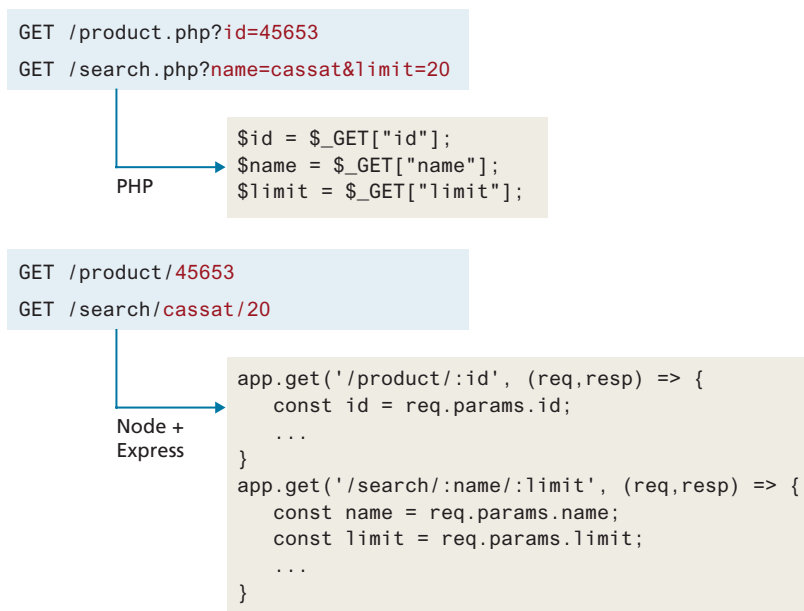 GET /product.php?id=45653
GET /search.php?name=cassat&limit=20
$id = $_GET["id"];
$name = $_GET["name"];
$limit = $_GET["limit"];
PHP
GET /product/45653
GET /search/cassat/20
app.get('/product/:id', (req,resp) => {
const id = req.params.id;
...
}
app.get('/search/:name/:limit', (req,resp) => {
const name = req.params.name;
const limit = req.params.limit;
...
}
Node +
Express